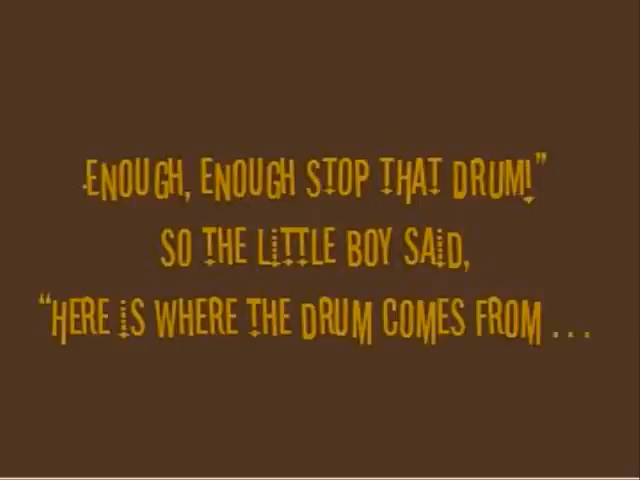 ENOUGH, ENOUGH STOP THAT DRUM!”
SO THE LITTLE BOY SAID,
“HERE IS WHERE THE DRUM COMES FROM . . .